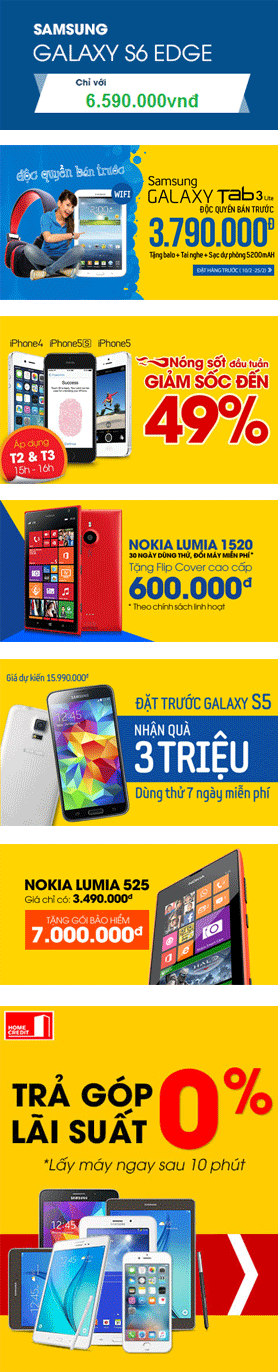 SAMSUNG
GALAXY S6 EDGE
Chỉ với
6.590.000vnđ
độc quyền bán trước
WIFI
Samsung
GALAXY Tab 3 Lite
ĐỘC QUYỀN BÁN TRƯỚC
3.790.000Đ
Tặng balo + Tai nghe + Sạc dự phòng 5200mAH
ĐẶT HÀNG TRƯỚC ( 10/2 -25/2)
iPhone4 iPhone5S iPhone5
Success
Nóng sốt đầu tuần
GIẢM SỐC ĐẾN
49%
Áp dụng
T2 & T3
15h - 16h
NOKIA LUMIA 1520
30 NGÀY DÙNG THỬ, ĐỔI MÁY MIỄN PHÍ *
Tặng Flip Cover cao cấp
600.000đ
* Theo chính sách linh hoạt
Giá dự kiến 15.990.000đ
ĐẶT TRƯỚC GALAXY S5
NHẬN QUÀ
3 TRIỆU
Dùng thử 7 ngày miễn phí
SAMSUNG
NOKIA LUMIA 525
Giá chỉ có: 3.490.000đ
TẶNG GÓI BẢO HIỂM
7.000.000đ
HOME
CREDIT
TRẢ GÓP
LÃI SUẤT
0%
*Lấy máy ngay sau 10 phút